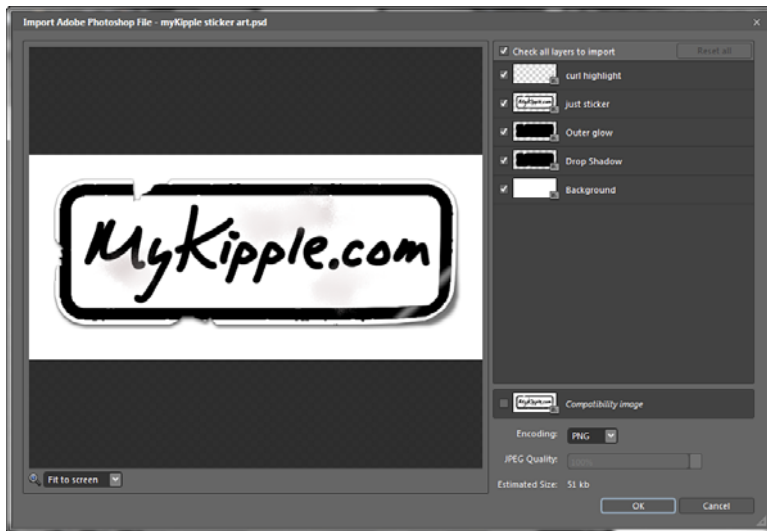 Import Adobe Photoshop File - myKipple sticker art.psd
MyKipple.com
Fit to screen
Check all layers to import
Reset all
curl highlight
just sticker
Outer glow
Drop Shadow
Background
Compatibility image
Encoding: PNG
JPEG Quality: 100%
Estimated Size: 51 kb
OK Cancel